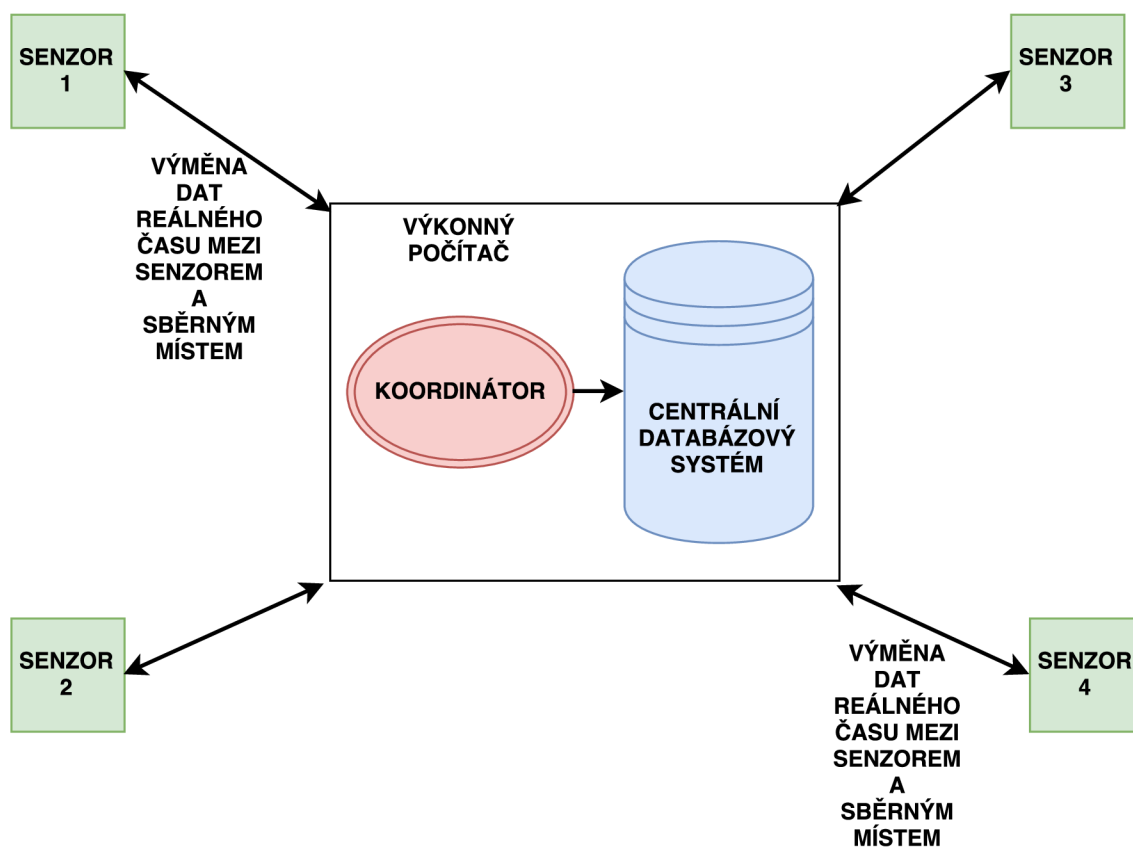 SENZOR
1
SENZOR
3
VÝMĚNA
DAT
REÁLNÉHO
ČASU MEZI
SENZOREM
A
SBĚRNÝM
MÍSTEM
VÝKONNÝ
POČÍTAČ
KOORDINÁTOR
CENTRÁLNÍ
DATABÁZOVÝ
SYSTÉM
SENZOR
2
VÝMĚNA
DAT
REÁLNÉHO
ČASU MEZI
SENZOREM
A
SBĚRNÝM
MÍSTEM
SENZOR
4